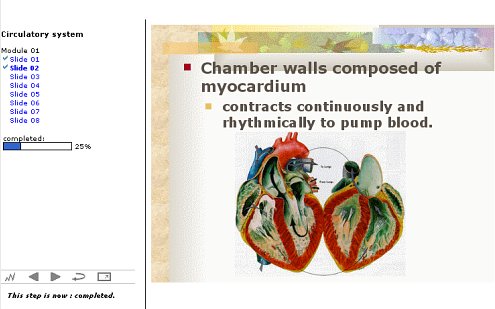 Circulatory system
Module 01
Slide 01
Slide 02
Slide 03
Slide 04
Slide 05
Slide 06
Slide 07
Slide 08
completed:
25%
This step is now : completed.
Chamber walls composed of
myocardium
contracts continuously and
rhythmically to pump blood.